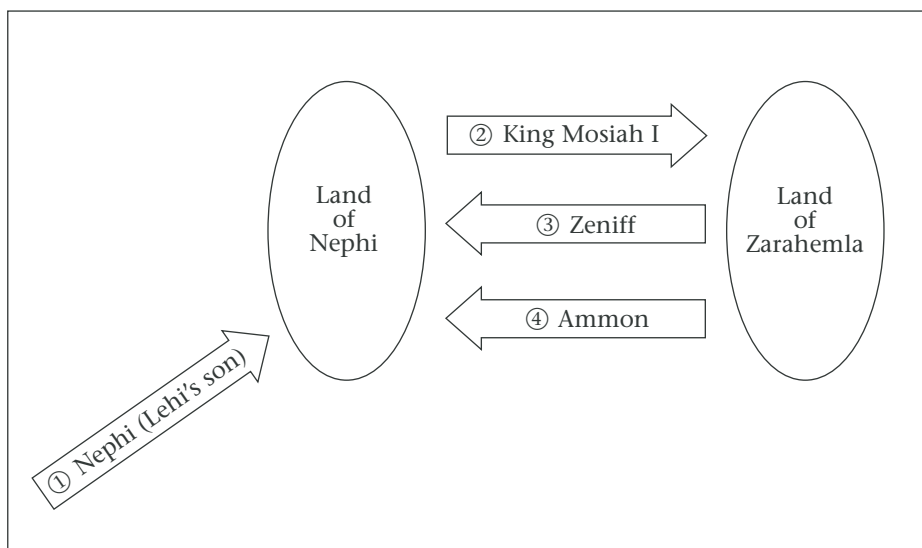 ② King Mosiah I
Land
of
Nephi
③ Zeniff
Land
of
Zarahemla
④ Ammon
① Nephi (Lehi’s son)